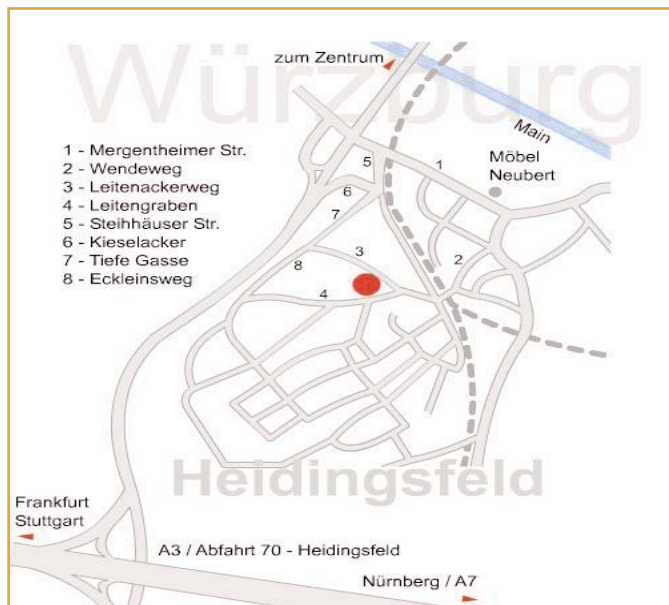 Würzburg
zum Zentrum
Main
1 - Mergentheimer Str.
2 - Wendeweg
3 - Leitenackerweg
4 - Leitengraben
5 - Steihhäuser Str.
6 - Kieselacker
7 - Tiefe Gasse
8 - Eckleinsweg
Möbel
Neubert
5
1
6
7
3
8
2
4
Heidingsfeld
Frankfurt
Stuttgart
A3 / Abfahrt 70 - Heidingsfeld
Nürnberg / A7